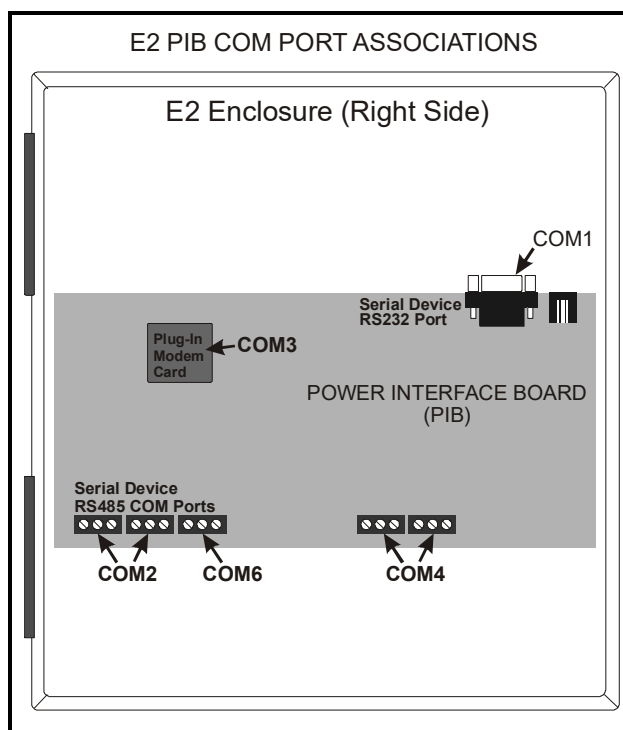 E2 PIB COM PORT ASSOCIATIONS
E2 Enclosure (Right Side)
COM1
Serial Device
RS232 Port
Plug-In
Modem
Card
COM3
POWER INTERFACE BOARD
(PIB)
Serial Device
RS485 COM Ports
COM2
COM6
COM4